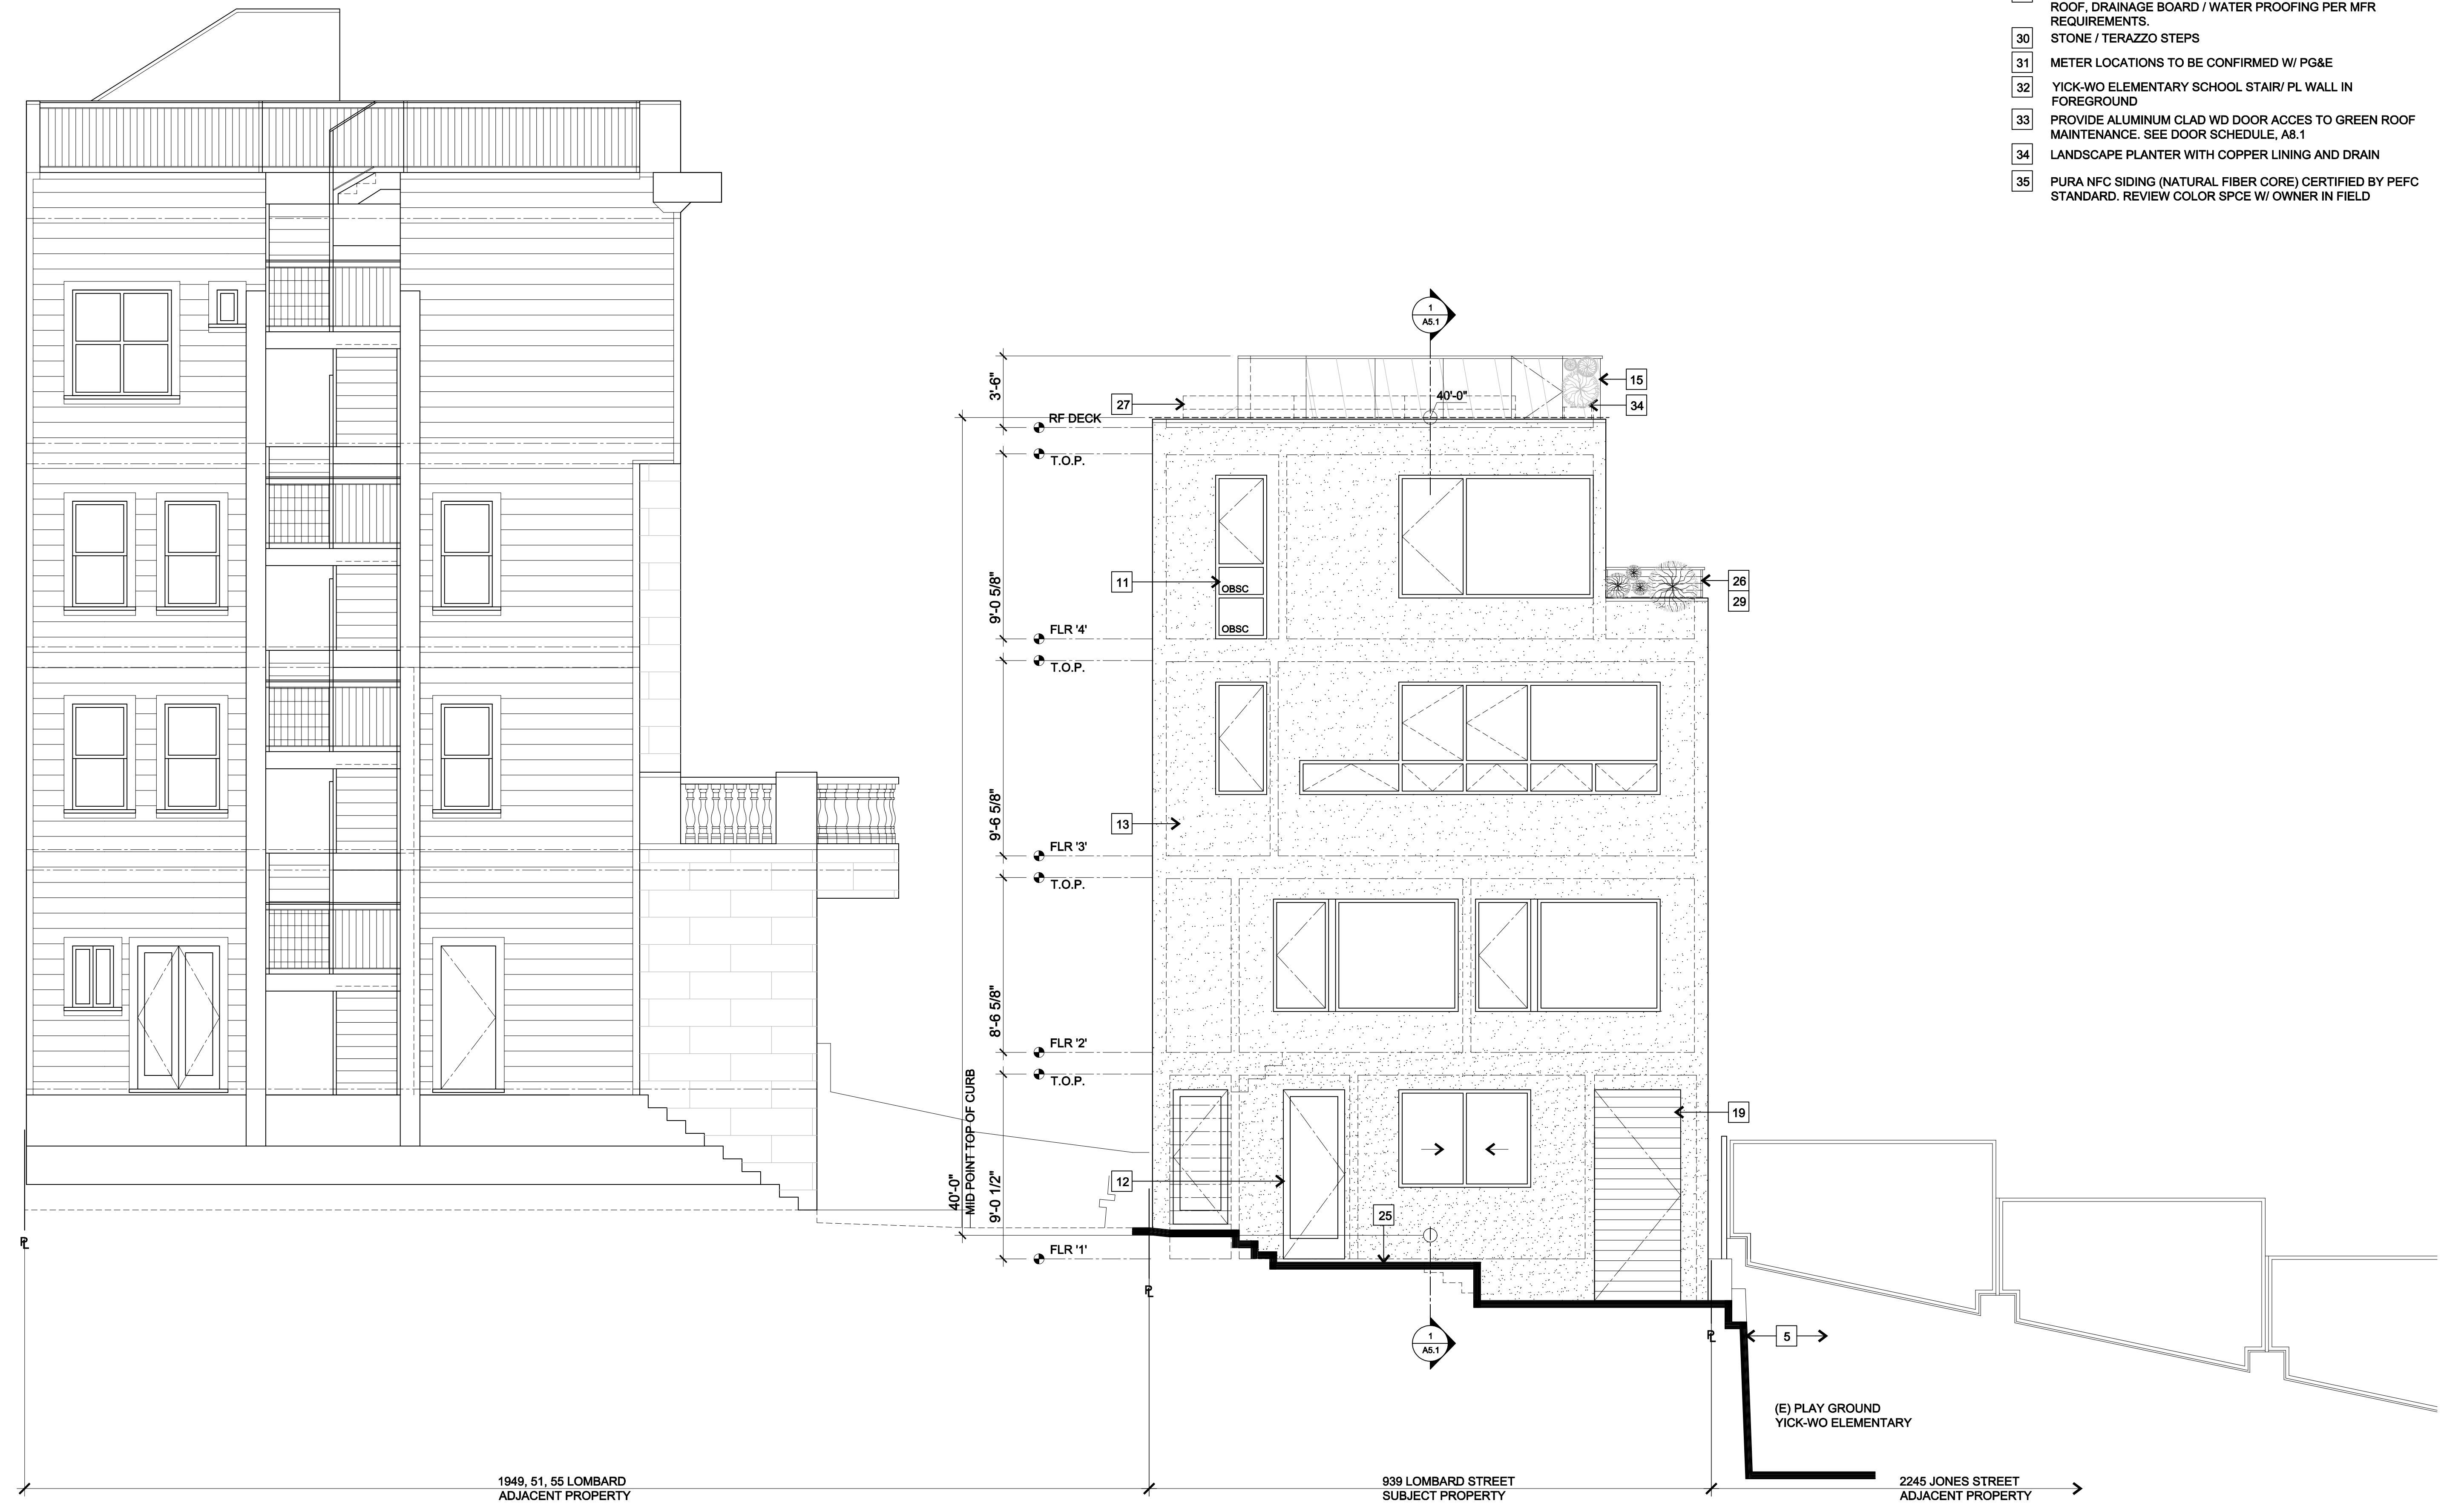 ROOF, DRAINAGE BOARD / WATER PROOFING PER MFR
REQUIREMENTS.
30 STONE / TERAZZO STEPS
31 METER LOCATIONS TO BE CONFIRMED W/ PG&E
32 YICK-WO ELEMENTARY SCHOOL STAIR/ PL WALL IN
FOREGROUND
33 PROVIDE ALUMINUM CLAD WD DOOR ACCES TO GREEN ROOF
MAINTENANCE. SEE DOOR SCHEDULE, A8.1
34 LANDSCAPE PLANTER WITH COPPER LINING AND DRAIN
35 PURA NFC SIDING (NATURAL FIBER CORE) CERTIFIED BY PEFC
STANDARD. REVIEW COLOR SPCE W/ OWNER IN FIELD
1
A5.1
3'-6"
15
27
40'-0"
34
RF DECK
T.O.P.
9'-0 5/8"
11
OBSC
OBSC
26
29
FLR '4'
T.O.P.
9'-6 5/8"
13
FLR '3'
T.O.P.
8'-6 5/8"
FLR '2'
T.O.P.
40'-0"
MID POINT TOP OF CURB
9'-0 1/2"
19
12
25
FLR '1'
PL
PL
PL
1
A5.1
5
(E) PLAY GROUND
YICK-WO ELEMENTARY
1949, 51, 55 LOMBARD
ADJACENT PROPERTY
939 LOMBARD STREET
SUBJECT PROPERTY
2245 JONES STREET
ADJACENT PROPERTY